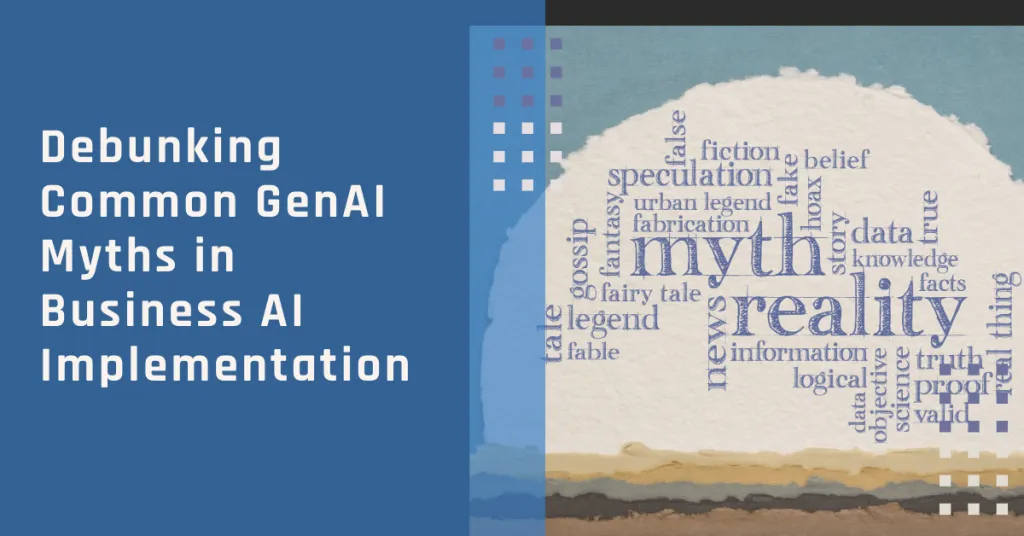 Debunking
Common GenAI
Myths in
Business AI
Implementation
false
fiction
belief
speculation
fake
hoax
urban legend
fantasy
fabrication
gossip
myth
story
data
true
knowledge
fairy tale
facts
tale
legend
news
reality
real thing
fable
information
truth
logical
data
objective
science
proof
valid